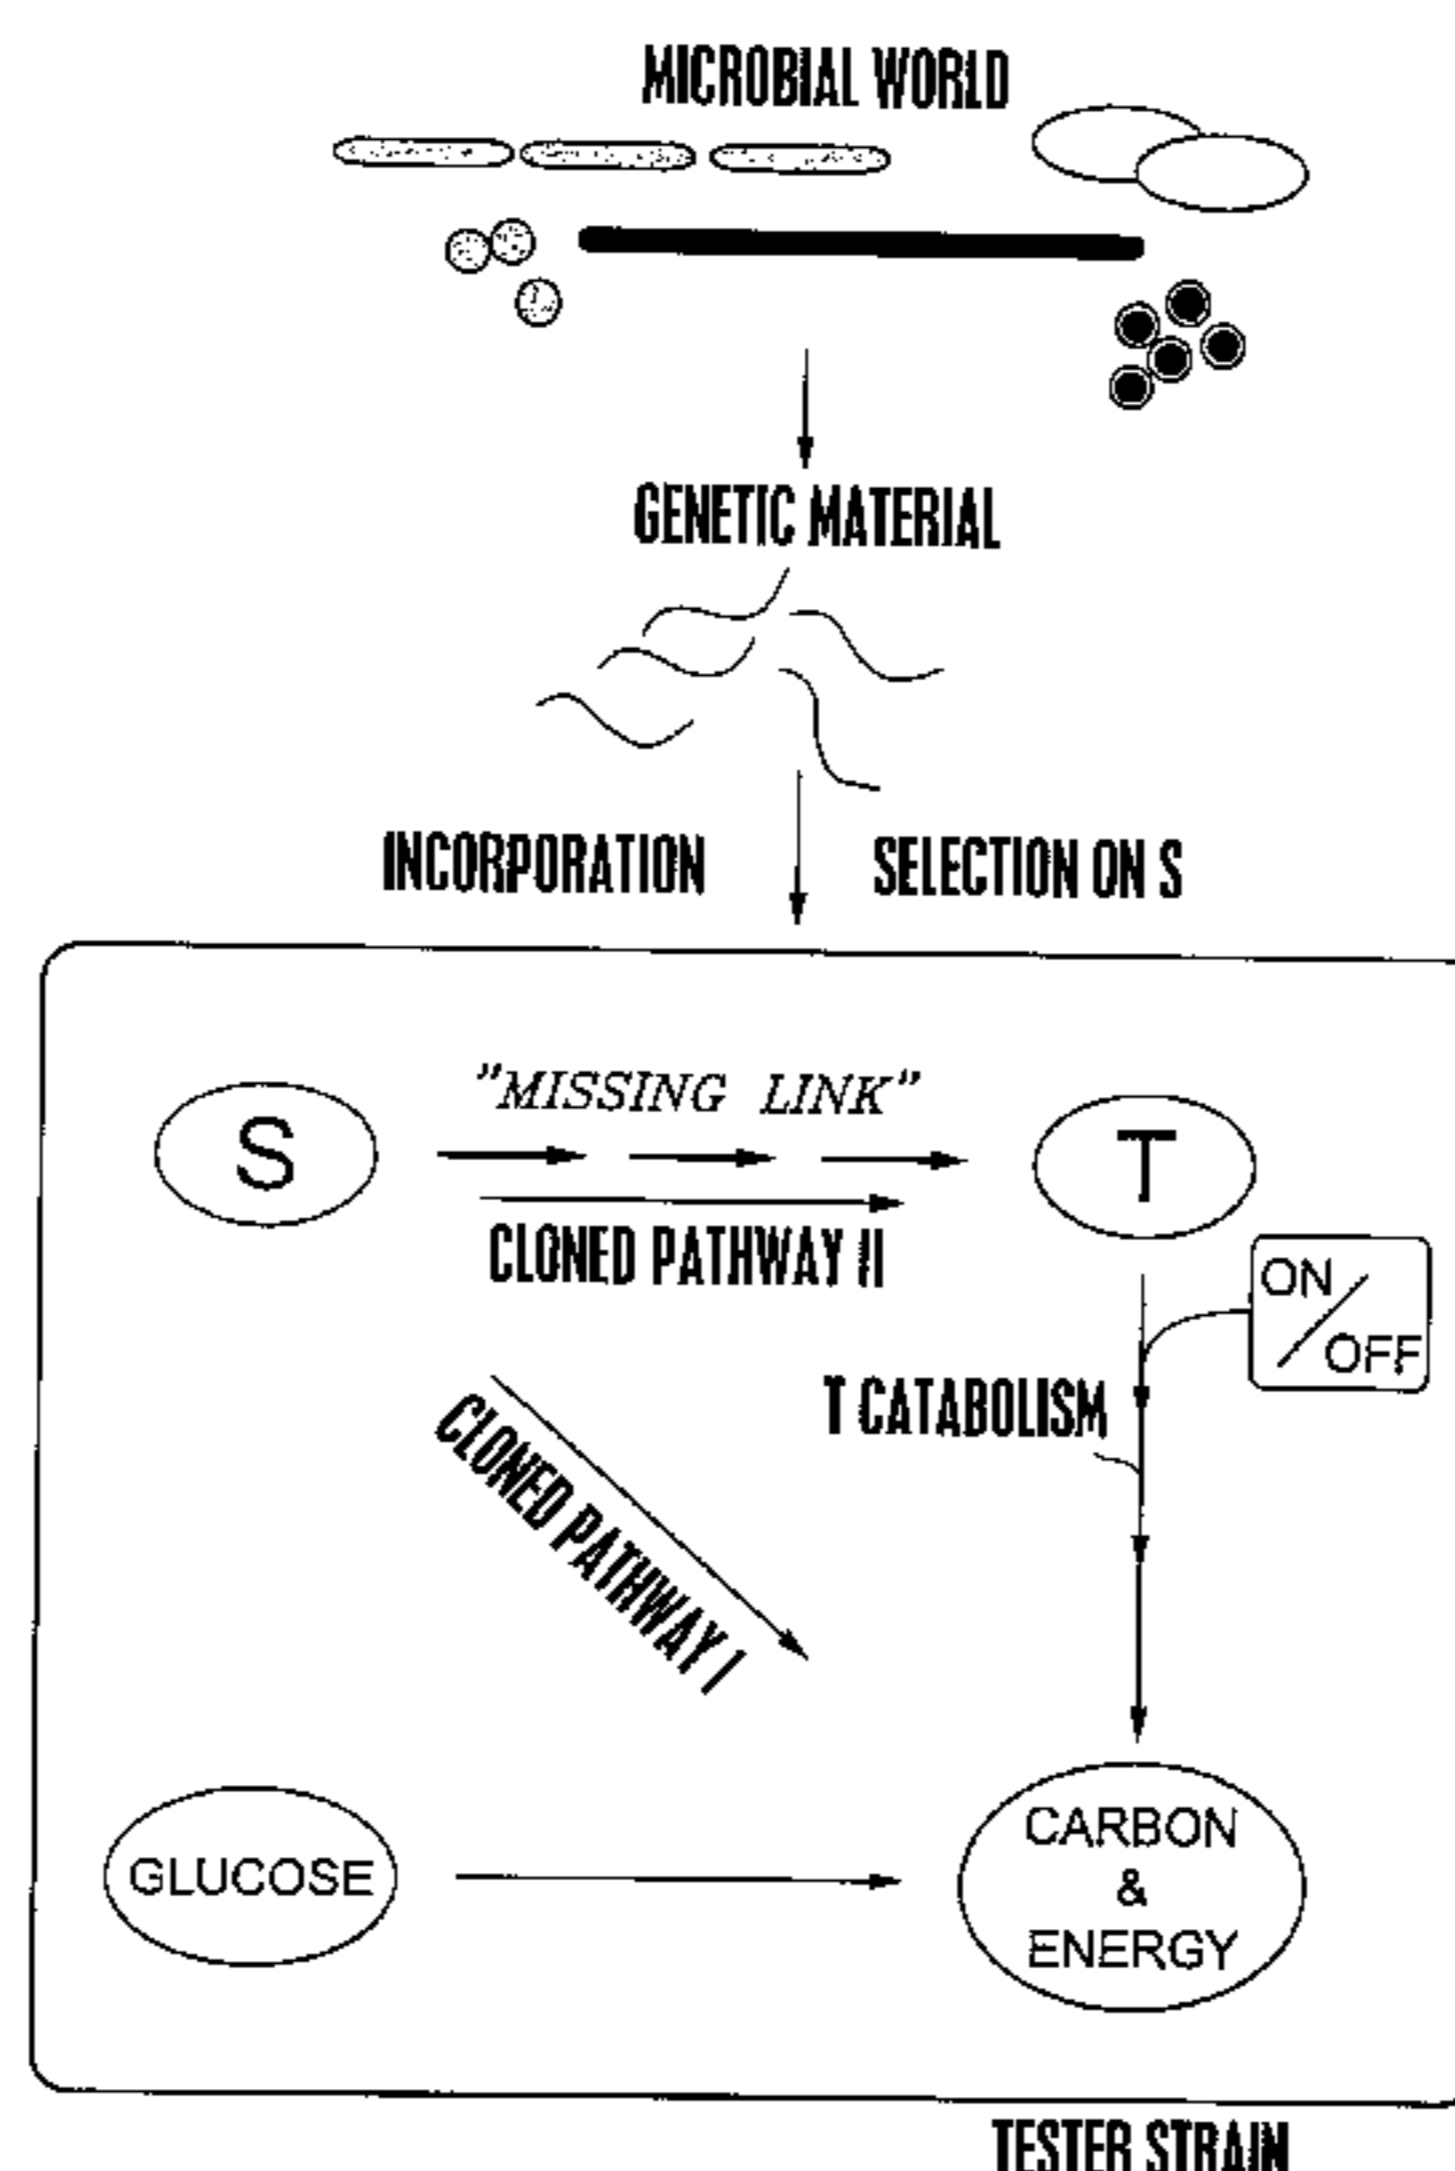 MICROBIAL WORLD
GENETIC MATERIAL
INCORPORATION
SELECTION ON S
"MISSING LINK"
S
T
CLONED PATHWAY II
ON/OFF
T CATABOLISM
CLONED PATHWAY I
GLUCOSE
CARBON
&
ENERGY
TESTER STRAIN